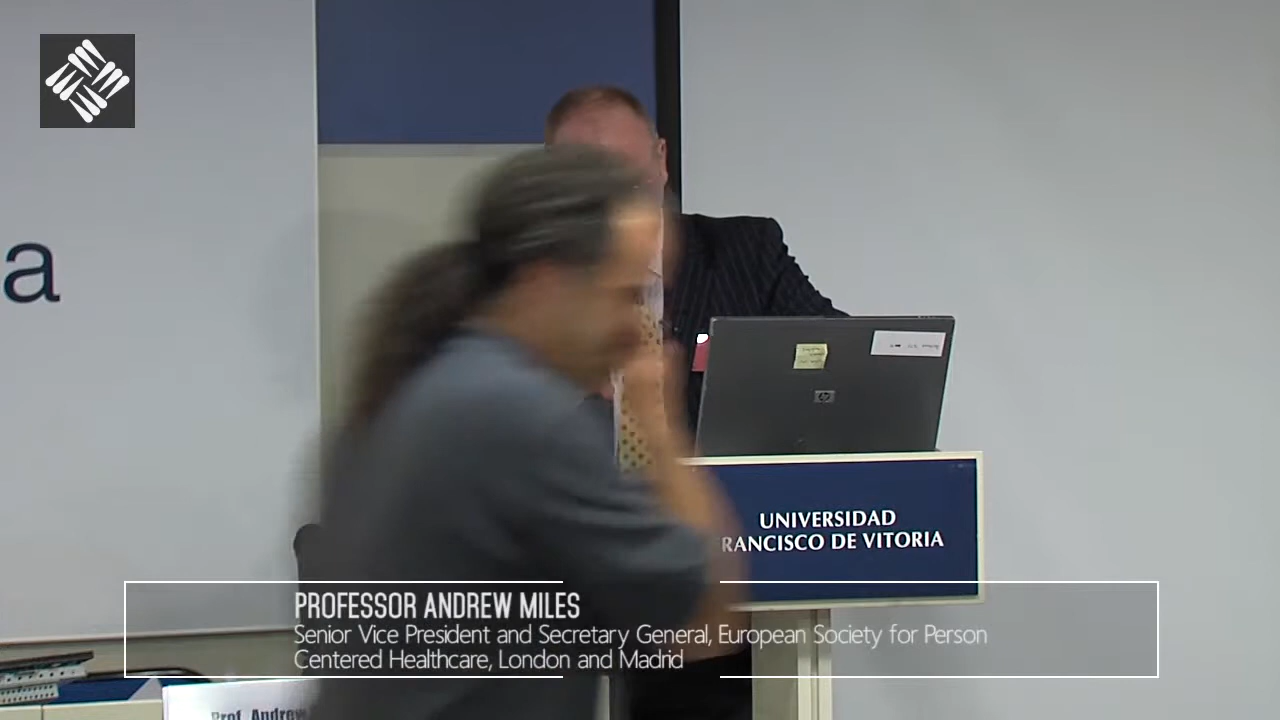 a
UNIVERSIDAD
RANCISCO DE VITORIA
PROFESSOR ANDREW MILES
Senior Vice President and Secretary General, European Society for Person
Centered Healthcare, London and Madrid
Prof. Andrew